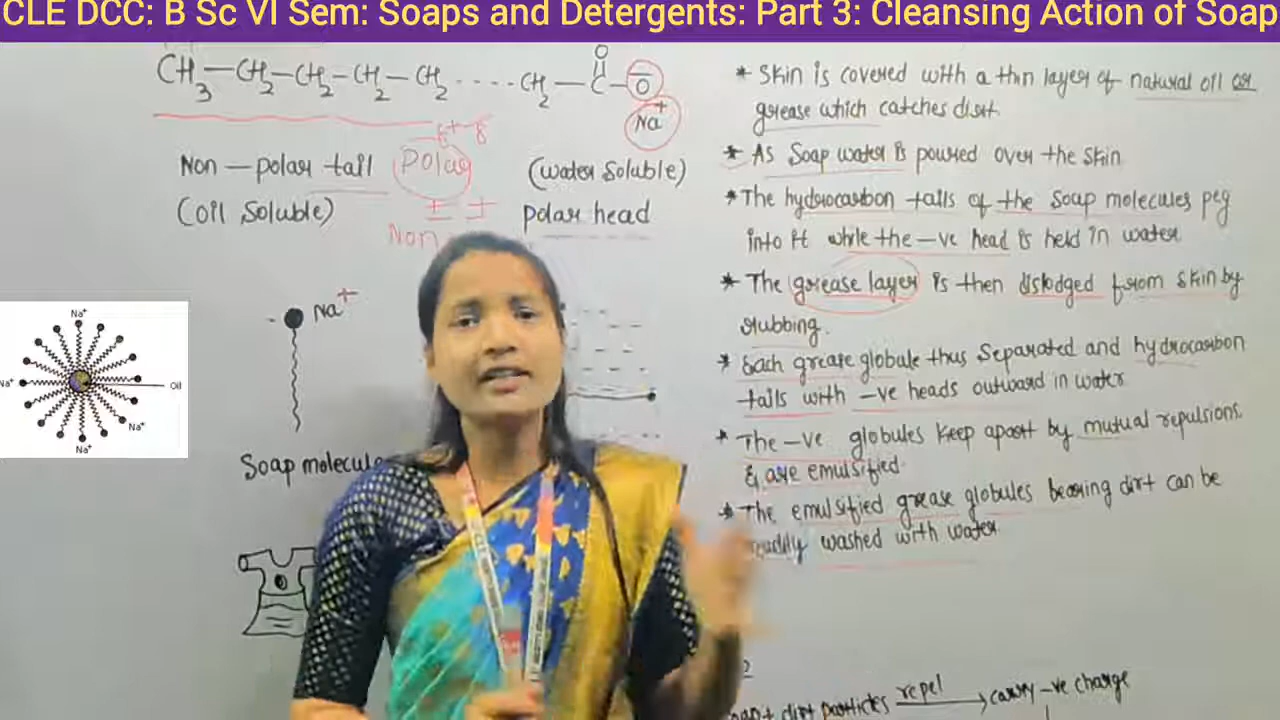 CLE DCC: B Sc VI Sem: Soaps and Detergents: Part 3: Cleansing Action of Soap
CH3—CH2—CH2—CH2—CH2 ···· CH2—C—O
O
Na+
δ+ δ
Non – polar tail
Polar
(water soluble)
(oil soluble)
± ±
polar head
Non
- Na+
Soap molecule
Na+
Na+
Oil
Na+
Na+
* Skin is covered with a thin layer of natural oil or
grease which catches dirt.
* As Soap water is poured over the skin
* The hydrocarbon tails of the soap molecules peg
into it while the –ve head is held in water
* The grease layer is then dislodged from skin by
rubbing.
* Each grease globule thus separated and hydrocarbon
tails with –ve heads outward in water
* The –ve globules keep apart by mutual repulsions.
& are emulsified.
* The emulsified grease globules bearing dirt can be
washed with water.
dirt particles repel → carry –ve charge